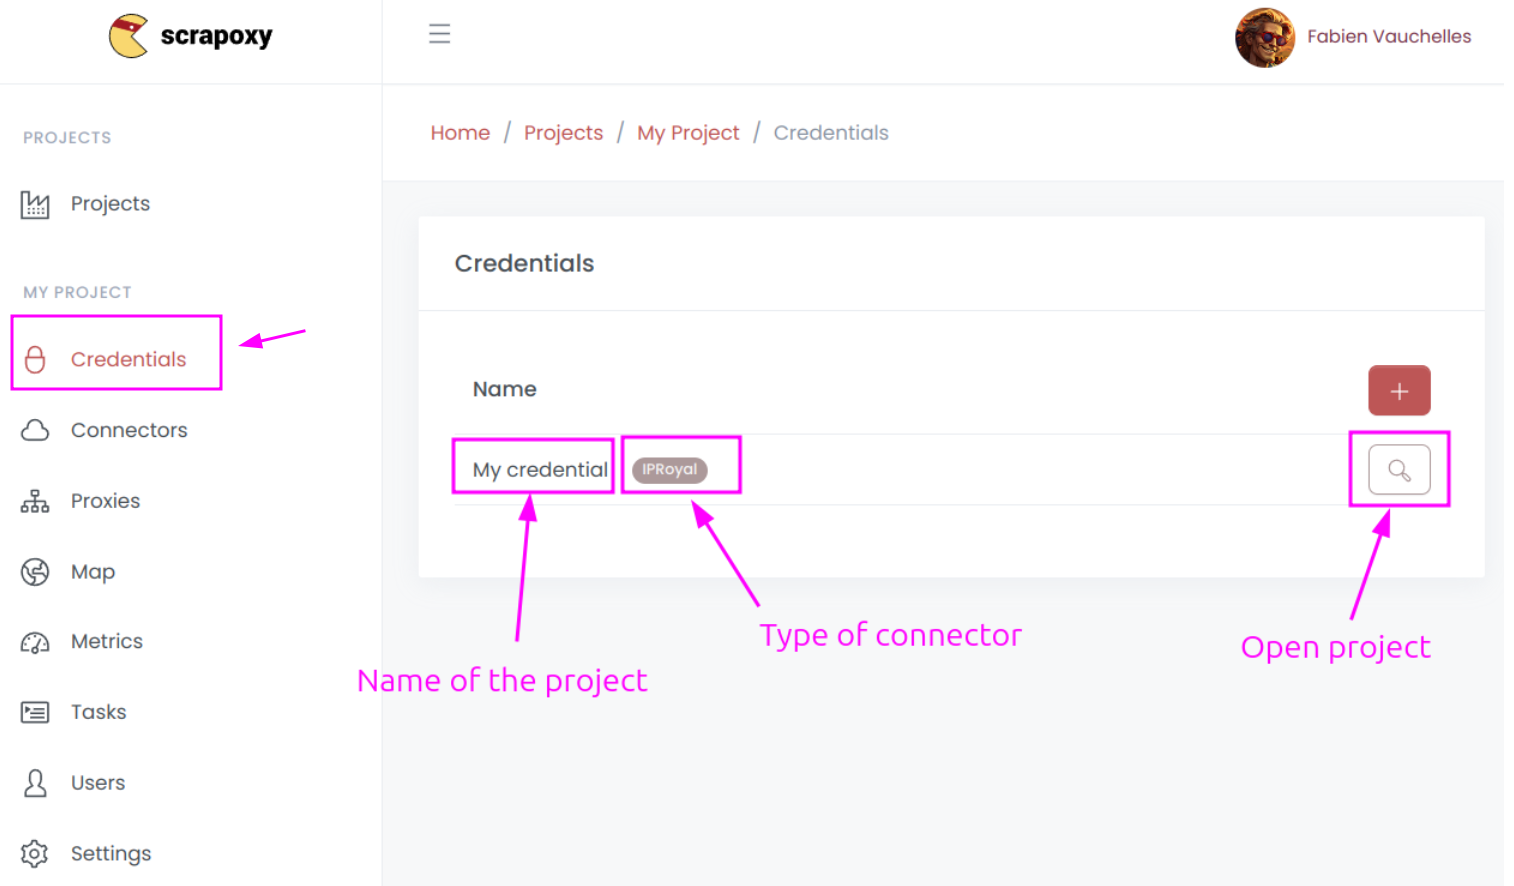 scrapoxy
Fabien Vauchelles
PROJECTS
Home / Projects / My Project / Credentials
Projects
Credentials
MY PROJECT
Credentials
Name
+
Connectors
My credential IPRoyal
Proxies
Map
Type of connector
Metrics
Open project
Name of the project
Tasks
Users
Settings